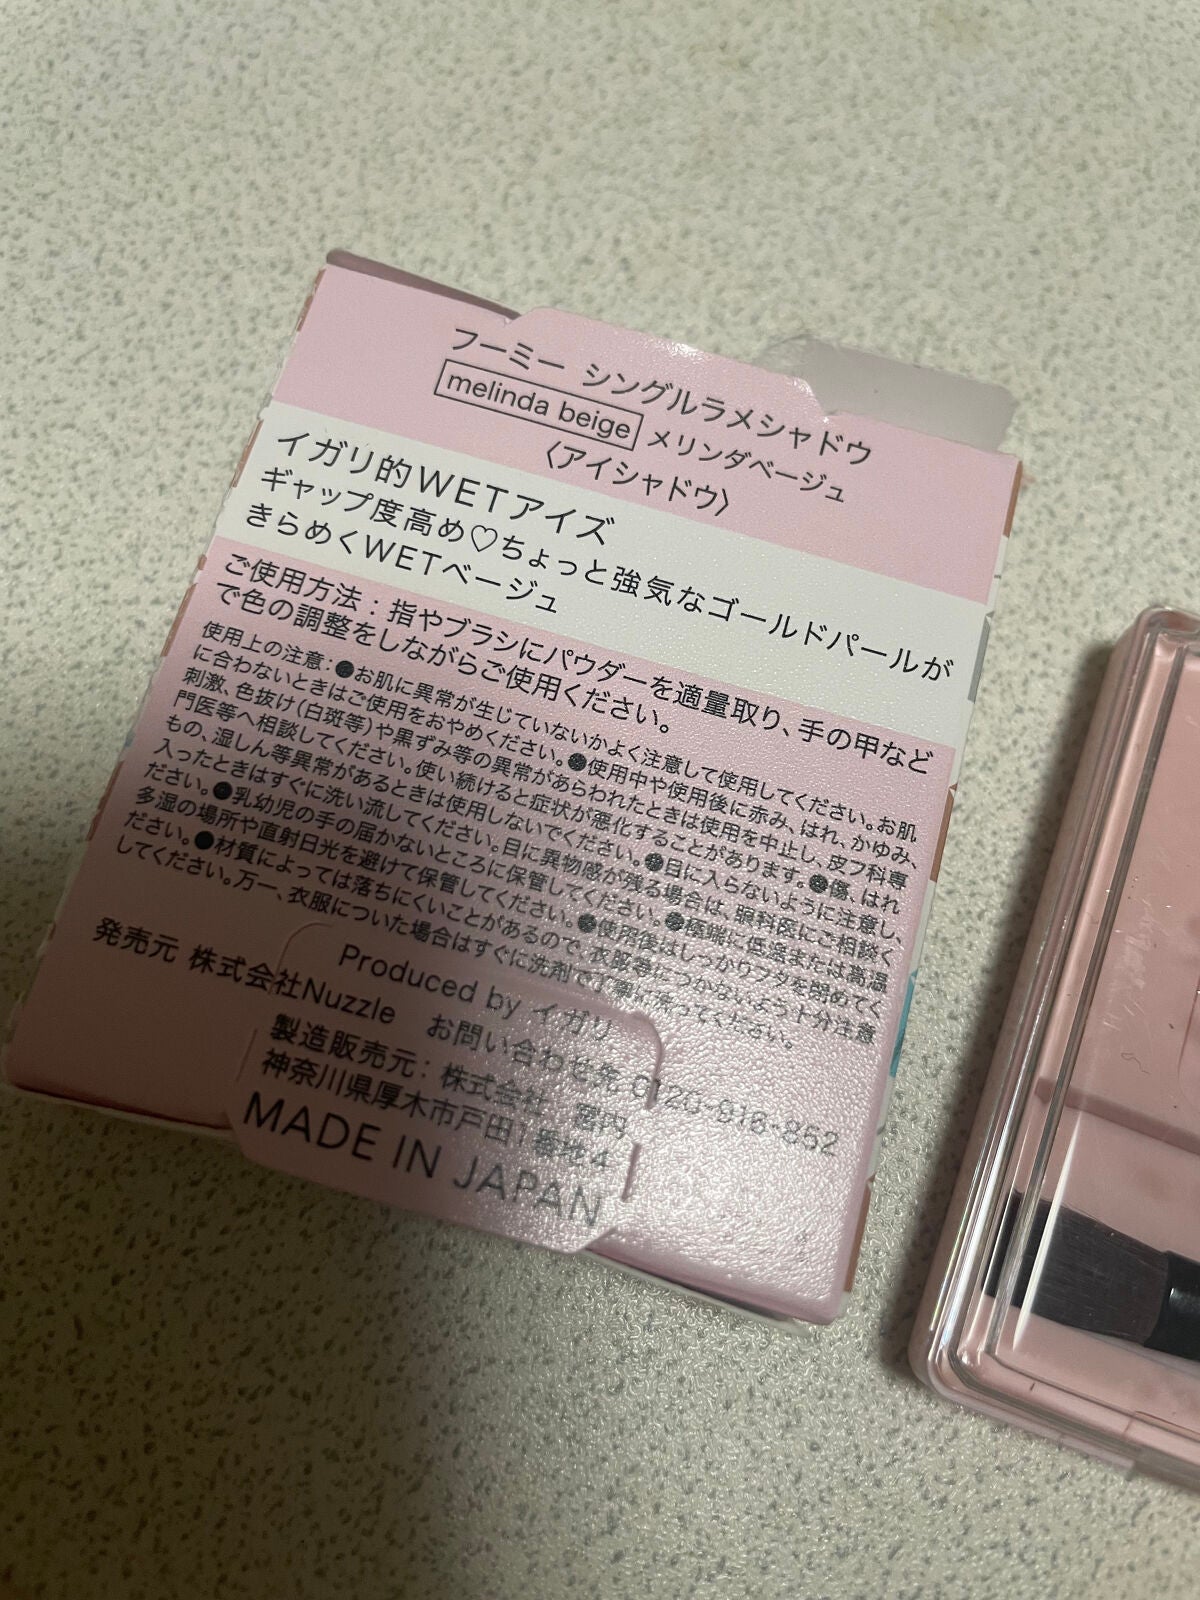 フーミー シングルラメシャドウ
melinda beige メリンダベージュ
〈アイシャドウ〉
イガリ的WETアイズ
ギャップ度高め♡ちょっと強気なゴールドパールが
きらめくWETベージュ
ご使用方法：指やブラシにパウダーを適量取り、手の甲など
で色の調整をしながらご使用ください。
使用上の注意：●お肌に異常が生じていないかよく注意して使用してください。お肌
に合わないときはご使用をおやめください。●使用中や使用後に赤み、はれ、かゆみ、
刺激、色抜け(白斑等)や黒ずみ等の異常があらわれたときは使用を中止し、皮フ科専
門医等へ相談してください。使い続けると症状が悪化することがあります。●傷、はれ
もの、湿しん等異常があるときは使用しないでください。●目に入らないように注意し、
入ったときはすぐに洗い流してください。目に異物感が残る場合は、眼科医にご相談く
ださい。●乳幼児の手の届かないところに保管してください。●極端に低温または高温
多湿の場所や直射日光を避けて保管してください。●使用後はしっかりフタを閉めてく
ださい。●材質によっては落ちにくいことがあるので、衣服等につかないよう十分注意
してください。万一、衣服についた場合はすぐに洗剤で丁寧に洗ってください。
Produced by イガリ
発売元 株式会社Nuzzle お問い合わせ先 0120-916-852
製造販売元：株式会社 宮内
神奈川県厚木市戸田1番地4
MADE IN JAPAN